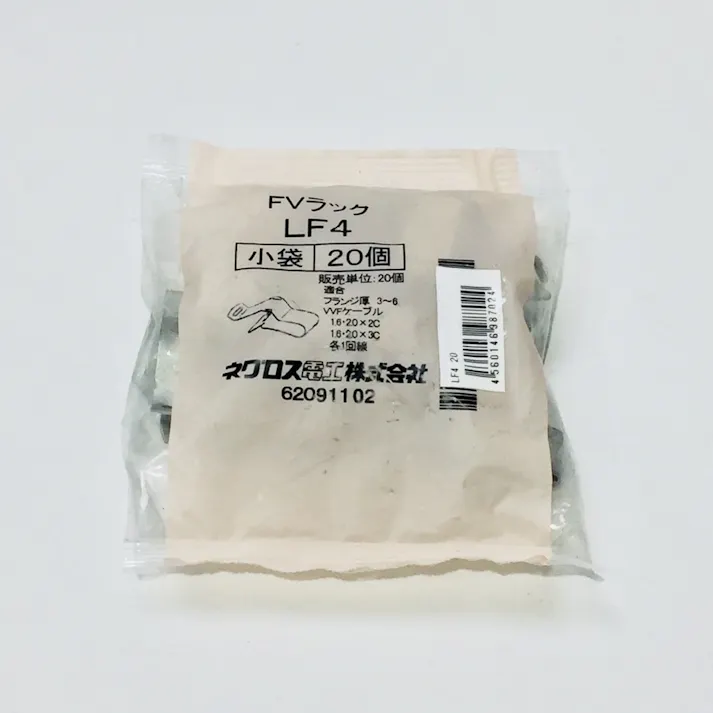 FVラック
LF4
小袋 20個
販売単位:20個
適合
フランジ厚 3〜6
VVFケーブル
1.6・2.0×2C
1.6・2.0×3C
各1回線
ネグロス電工株式会社
62091102
LF4 20
4560146987024